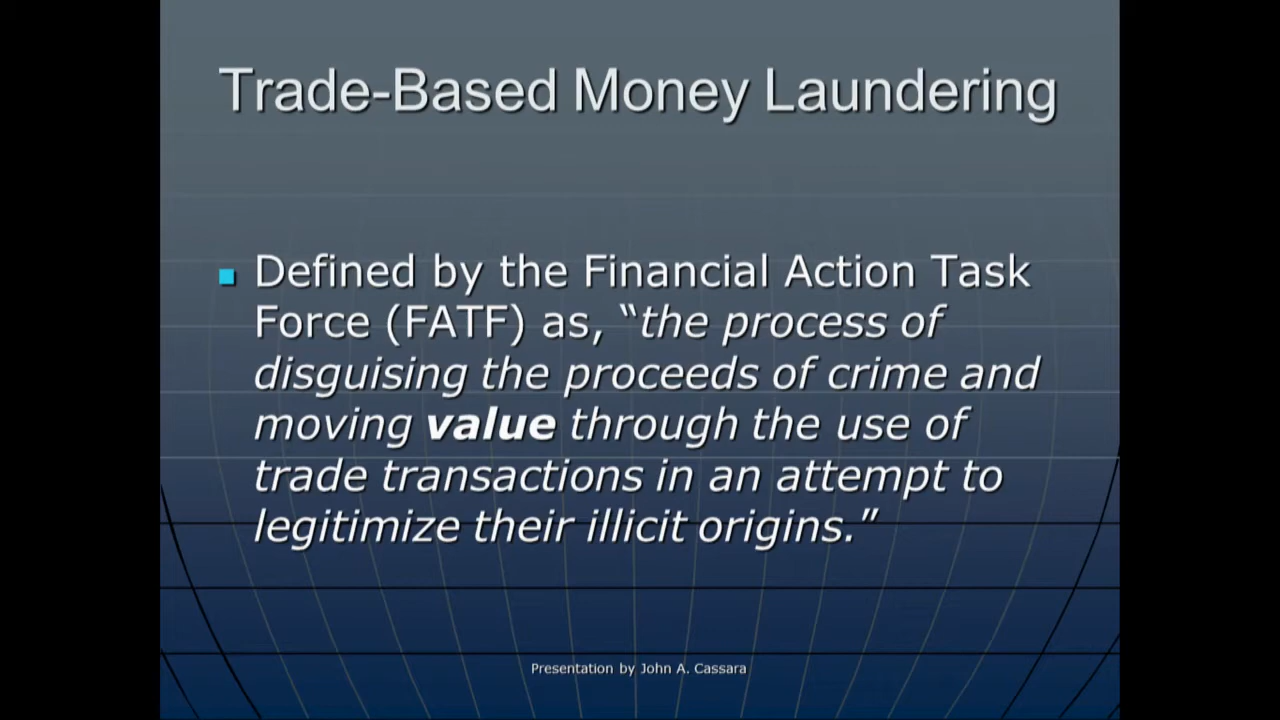 Trade-Based Money Laundering
Defined by the Financial Action Task
Force (FATF) as, “the process of
disguising the proceeds of crime and
moving value through the use of
trade transactions in an attempt to
legitimize their illicit origins.”
Presentation by John A. Cassara